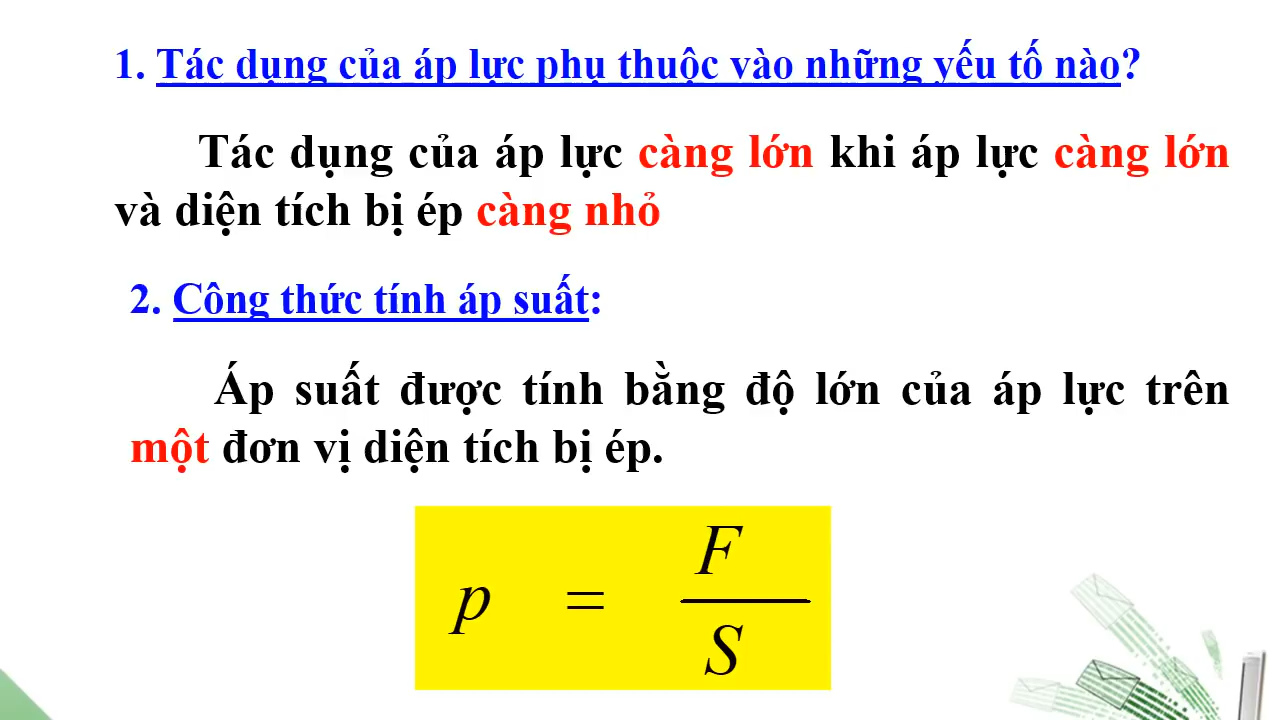 1. Tác dụng của áp lực phụ thuộc vào những yếu tố nào?
Tác dụng của áp lực càng lớn khi áp lực càng lớn
và diện tích bị ép càng nhỏ
2. Công thức tính áp suất:
Áp suất được tính bằng độ lớn của áp lực trên
một đơn vị diện tích bị ép.
p = F
S